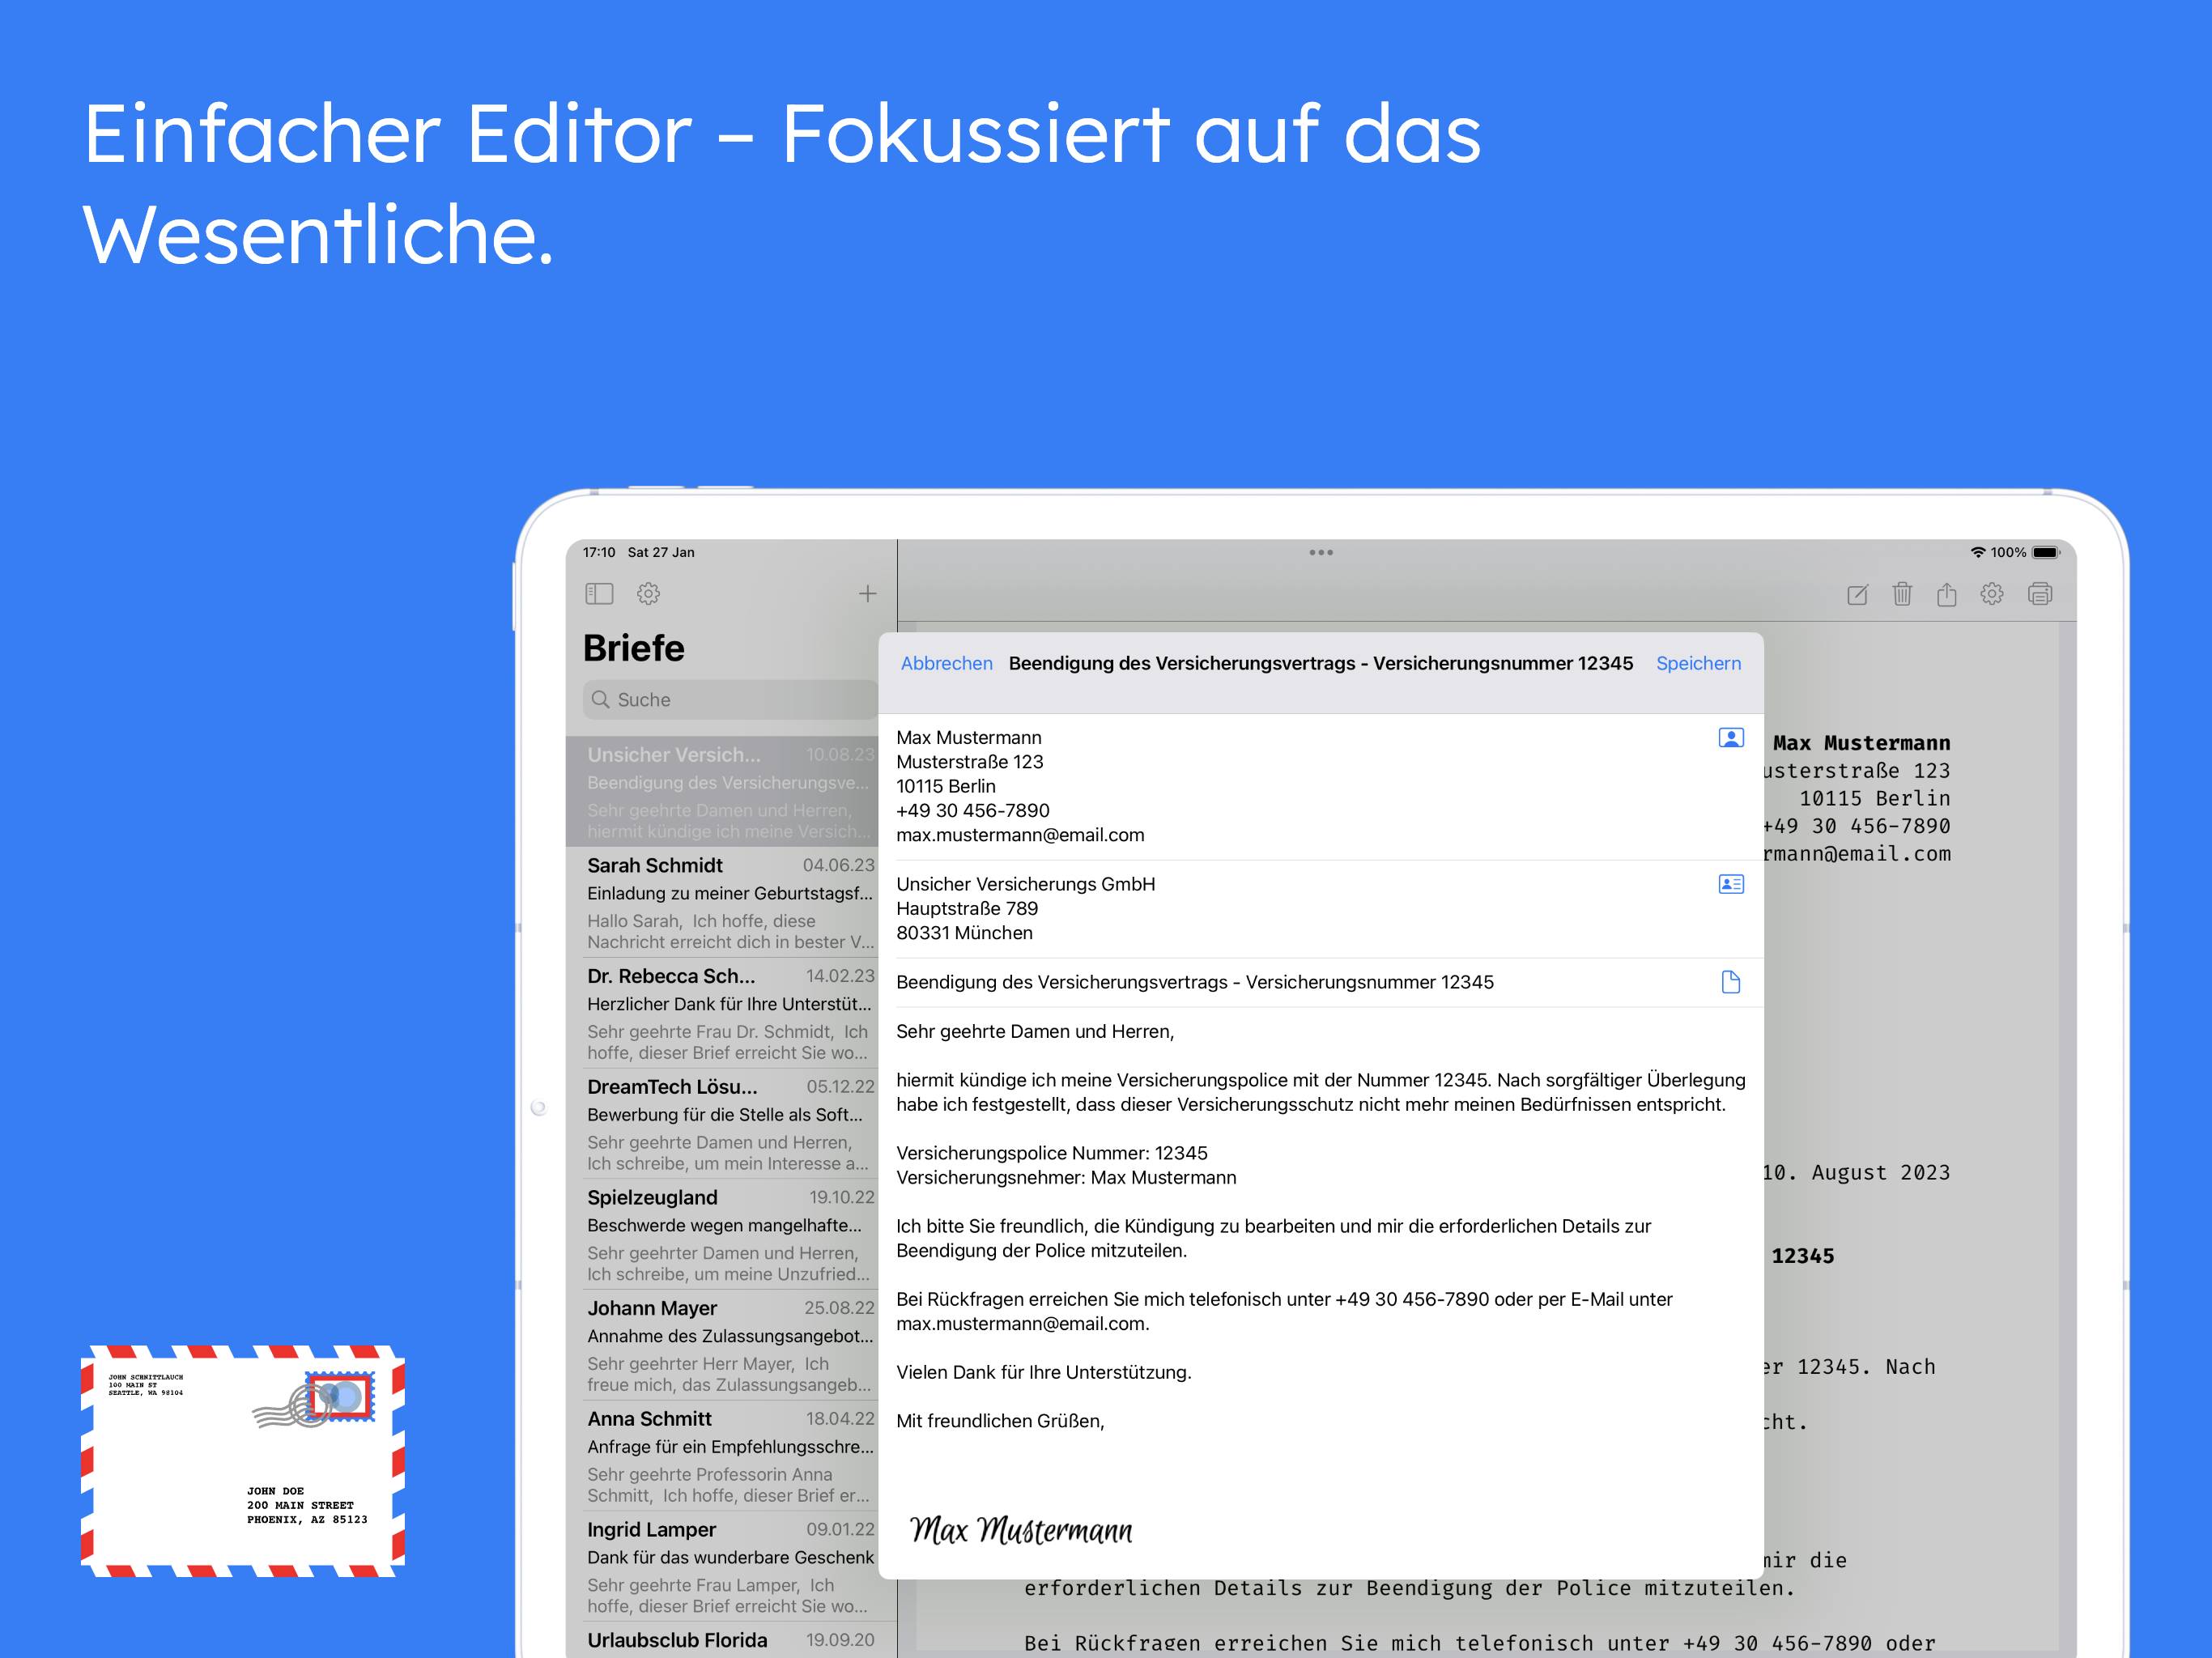 Einfacher Editor – Fokussiert auf das
Wesentliche.
17:10 Sat 27 Jan
100%
Briefe
Suche
Unsicher Versich... 10.08.23
Beendigung des Versicherungsve...
Sehr geehrte Damen und Herren,
hiermit kündige ich meine Versich...
Sarah Schmidt 04.06.23
Einladung zu meiner Geburtstagsf...
Hallo Sarah, Ich hoffe, diese
Nachricht erreicht dich in bester V...
Dr. Rebecca Sch... 14.02.23
Herzlicher Dank für Ihre Unterstüt...
Sehr geehrte Frau Dr. Schmidt, Ich
hoffe, dieser Brief erreicht Sie wo...
DreamTech Lösu... 05.12.22
Bewerbung für die Stelle als Soft...
Sehr geehrte Damen und Herren,
Ich schreibe, um mein Interesse a...
Spielzeugland 19.10.22
Beschwerde wegen mangelhafte...
Sehr geehrter Damen und Herren,
Ich schreibe, um meine Unzufried...
Johann Mayer 25.08.22
Annahme des Zulassungsangebot...
Sehr geehrter Herr Mayer, Ich
freue mich, das Zulassungsangeb...
Anna Schmitt 18.04.22
Anfrage für ein Empfehlungsschre...
Sehr geehrte Professorin Anna
Schmitt, Ich hoffe, dieser Brief er...
Ingrid Lamper 09.01.22
Dank für das wunderbare Geschenk
Sehr geehrte Frau Lamper, Ich
hoffe, dieser Brief erreicht Sie wo...
Urlaubsclub Florida 19.09.20
Abbrechen Beendigung des Versicherungsvertrags - Versicherungsnummer 12345 Speichern
Max Mustermann
Musterstraße 123
10115 Berlin
+49 30 456-7890
max.mustermann@email.com
Unsicher Versicherungs GmbH
Hauptstraße 789
80331 München
Beendigung des Versicherungsvertrags - Versicherungsnummer 12345
Sehr geehrte Damen und Herren,
hiermit kündige ich meine Versicherungspolice mit der Nummer 12345. Nach sorgfältiger Überlegung
habe ich festgestellt, dass dieser Versicherungsschutz nicht mehr meinen Bedürfnissen entspricht.
Versicherungspolice Nummer: 12345
Versicherungsnehmer: Max Mustermann
Ich bitte Sie freundlich, die Kündigung zu bearbeiten und mir die erforderlichen Details zur
Beendigung der Police mitzuteilen.
Bei Rückfragen erreichen Sie mich telefonisch unter +49 30 456-7890 oder per E-Mail unter
max.mustermann@email.com.
Vielen Dank für Ihre Unterstützung.
Mit freundlichen Grüßen,
Max Mustermann
Max Mustermann
usterstraße 123
10115 Berlin
+49 30 456-7890
rmann@email.com
10. August 2023
12345
er 12345. Nach
cht.
mir die
erforderlichen Details zur Beendigung der Police mitzuteilen.
Bei Rückfragen erreichen Sie mich telefonisch unter +49 30 456-7890 oder
JOHN SCHNITTLAUCH
100 MAIN ST
SEATTLE, WA 98104
JOHN DOE
200 MAIN STREET
PHOENIX, AZ 85123